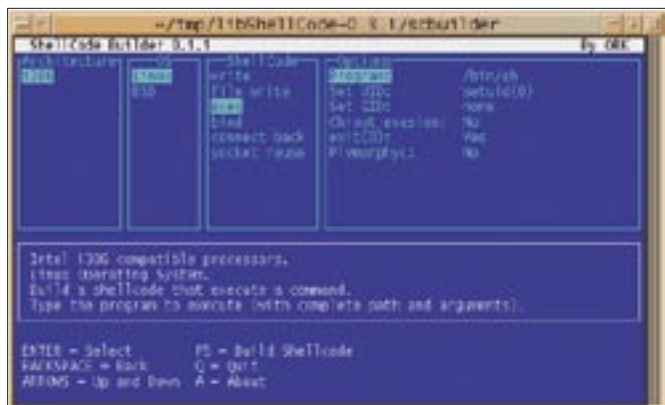 ~/tmp/libShellCode-0.3.1/scbuilder
ShellCode Builder 0.1.1 By ORK
Architecture OS ShellCode Options
i386 Linux write Program /bin/sh
BSD File write Set UID: setuid(0)
exec Set GID: none
bind Chroot evasion: No
connect back exit(0): Yes
socket reuse Plymorphyc: No
Intel i386 compatible processors.
Linux Operating System.
Build a shellcode that execute a command.
Type the program to execute (with complete path and arguments).
ENTER = Select F5 = Build Shellcode
BACKSPACE = Back Q = Quit
ARROWS = Up and Down A = About